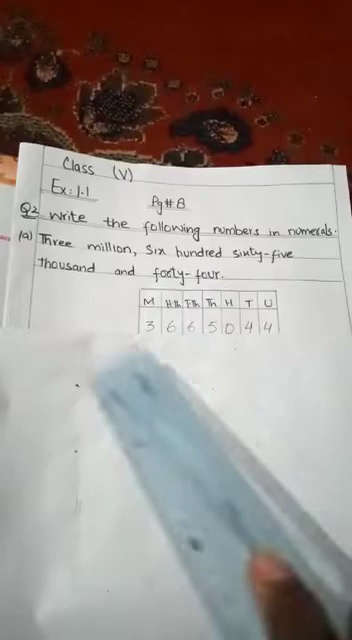 Class (V)
Ex: 1.1
Pg# 8
Q2 Write the following numbers in numerals.
(a) Three million, Six hundred sixty-five
thousand and footy-four.
M H.th T.th Th H T U
3 6 6 5 0 4 4